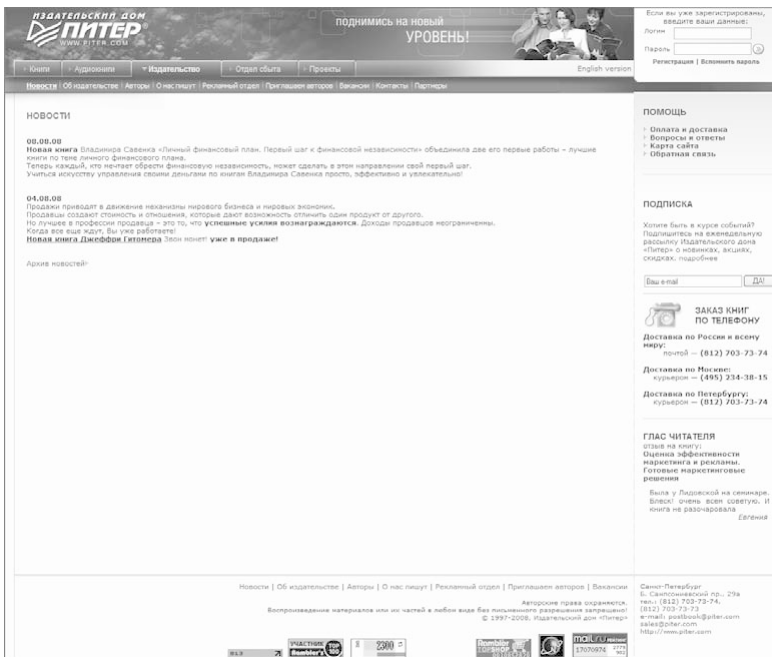 ИЗДАТЕЛЬСКИЙ ДОМ
ПИТЕР®
WWW.PITER.COM
ПОДНИМИСЬ НА НОВЫЙ
УРОВЕНЬ!
Если вы уже зарегистрированы,
введите ваши данные:
Логин
Пароль
Регистрация | Вспомнить пароль
Книги
Аудиокниги
Издательство
Отдел сбыта
Проекты
English version
Новости | Об издательстве | Авторы | О нас пишут | Рекламный отдел | Приглашаем авторов | Вакансии | Контакты | Партнеры
НОВОСТИ
08.08.08
Новая книга Владимира Савенка «Личный финансовый план. Первый шаг к финансовой независимости» объединила две его первые работы – лучшие
книги по теме личного финансового плана.
Теперь каждый, кто мечтает обрести финансовую независимость, может сделать в этом направлении свой первый шаг.
Учиться искусству управления своими деньгами по книгам Владимира Савенка просто, эффективно и увлекательно!
04.08.08
Продажи приводят в движение механизмы мирового бизнеса и мировых экономик.
Продавцы создают стоимость и отношения, которые дают возможность отличить один продукт от другого.
Но лучшее в профессии продавца – это то, что успешные усилия вознаграждаются. Доходы продавцов неограниченны.
Когда все еще ждут, Вы уже работаете!
Новая книга Джеффри Гитомера Звон монет! уже в продаже!
Архив новостей
ПОМОЩЬ
Оплата и доставка
Вопросы и ответы
Карта сайта
Обратная связь
ПОДПИСКА
Хотите быть в курсе событий?
Подпишитесь на еженедельную
рассылку Издательского дона
«Питер» о новинках, акциях,
скидках. подробнее
Ваш e-mail
ДА!
ЗАКАЗ КНИГ
ПО ТЕЛЕФОНУ
Доставка по России и всему
миру:
почтой — (812) 703-73-74
Доставка по Москве:
курьером — (495) 234-38-15
Доставка по Петербургу:
курьером — (812) 703-73-74
ГЛАС ЧИТАТЕЛЯ
отзыв на книгу:
Оценка эффективности
маркетинга и рекламы.
Готовые маркетинговые
решения
Была у Лидовской на семинаре.
Блеск! очень всем советую. И
книга не разочаровала
Евгения
Новости | Об издательстве | Авторы | О нас пишут | Рекламный отдел | Приглашаем авторов | Вакансии
Авторские права охраняются.
Воспроизведение материалов или их частей в любом виде без письменного разрешения запрещено!
© 1997-2008, Издательский дом «Питер»
Санкт-Петербург
Б. Сампсониевский пр., 29а
тел.: (812) 703-73-74,
(812) 703-73-73
e-mail: postbook@piter.com
sales@piter.com
http://www.piter.com
УЧАСТНИК
Rambler's
TOP
2300
Rambler
TOPSHOP
mail.ru
17070974